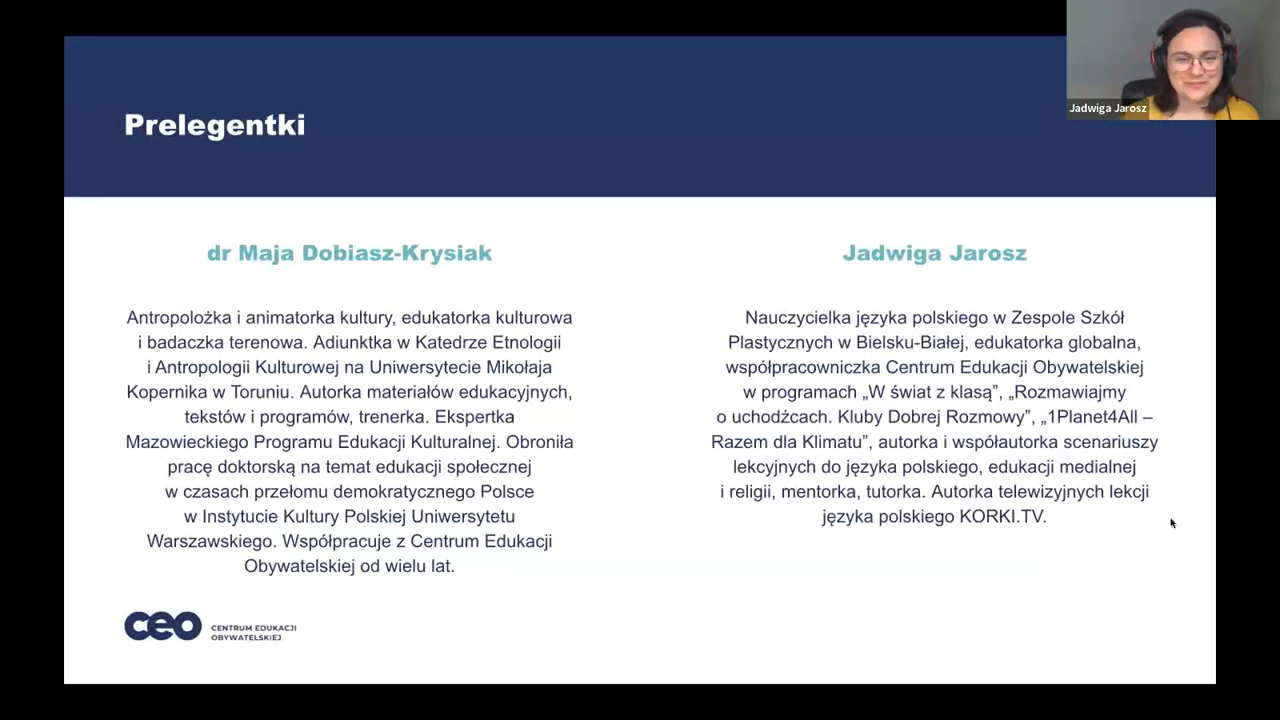 Jadwiga Jarosz
Prelegentki
dr Maja Dobiasz-Krysiak
Antropolożka i animatorka kultury, edukatorka kulturowa
i badaczka terenowa. Adiunktka w Katedrze Etnologii
i Antropologii Kulturowej na Uniwersytecie Mikołaja
Kopernika w Toruniu. Autorka materiałów edukacyjnych,
tekstów i programów, trenerka. Ekspertka
Mazowieckiego Programu Edukacji Kulturalnej. Obroniła
pracę doktorską na temat edukacji społecznej
w czasach przełomu demokratycznego Polsce
w Instytucie Kultury Polskiej Uniwersytetu
Warszawskiego. Współpracuje z Centrum Edukacji
Obywatelskiej od wielu lat.
Jadwiga Jarosz
Nauczycielka języka polskiego w Zespole Szkół
Plastycznych w Bielsku-Białej, edukatorka globalna,
współpracowniczka Centrum Edukacji Obywatelskiej
w programach „W świat z klasą”, „Rozmawiajmy
o uchodźcach. Kluby Dobrej Rozmowy”, „1Planet4All –
Razem dla Klimatu”, autorka i współautorka scenariuszy
lekcyjnych do języka polskiego, edukacji medialnej
i religii, mentorka, tutorka. Autorka telewizyjnych lekcji
języka polskiego KORKI.TV.
ceo
CENTRUM EDUKACJI
OBYWATELSKIEJ